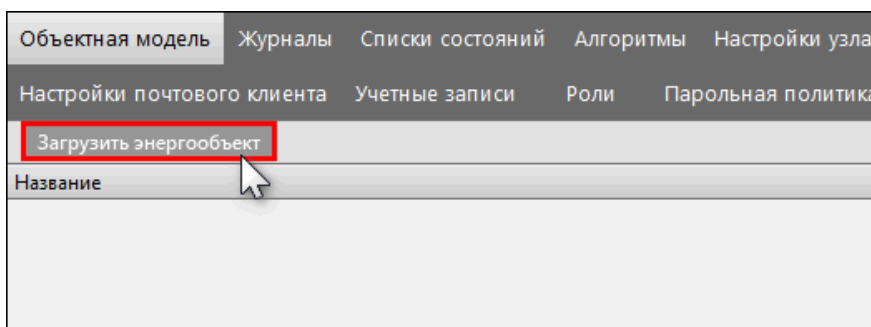 Объектная модель Журналы Списки состояний Алгоритмы Настройки узла
Настройки почтового клиента Учетные записи Роли Парольная политика
Загрузить энергообъект
Название